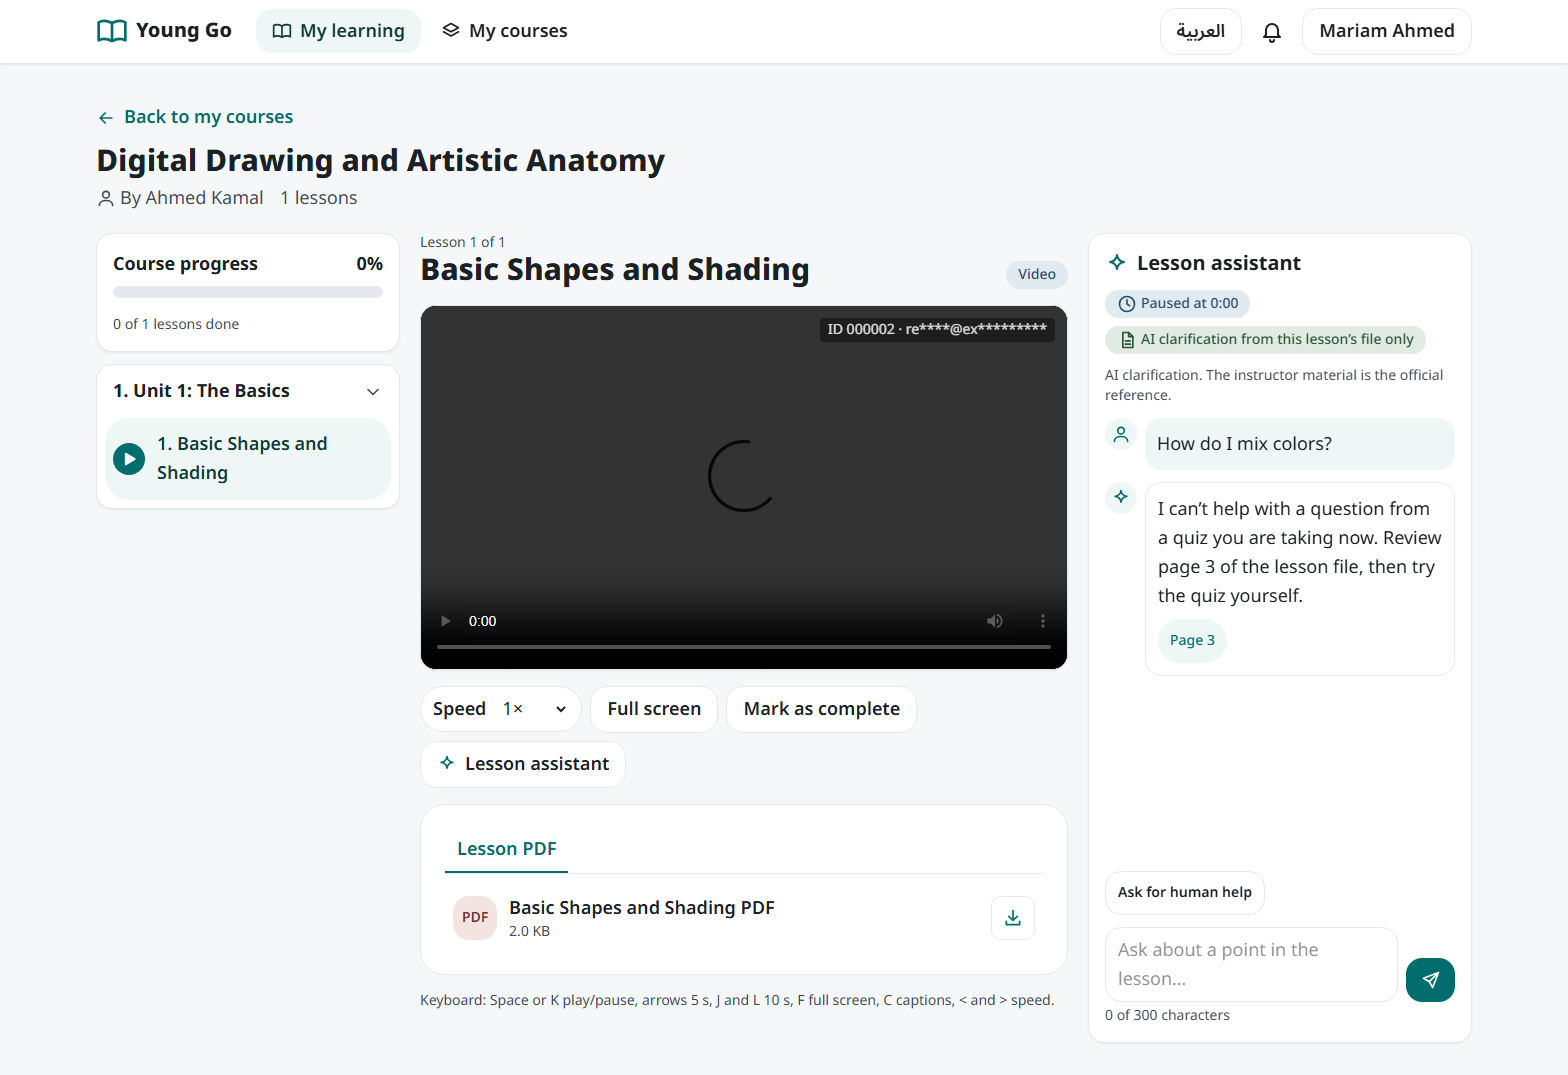 Young Go
My learning
My courses
العربية
Mariam Ahmed
Back to my courses
Digital Drawing and Artistic Anatomy
By Ahmed Kamal 1 lessons
Course progress 0%
0 of 1 lessons done
1. Unit 1: The Basics
1. Basic Shapes and
Shading
Lesson 1 of 1
Basic Shapes and Shading
Video
ID 000002 · re****@ex*********
0:00
Speed 1×
Full screen
Mark as complete
Lesson assistant
Lesson PDF
PDF
Basic Shapes and Shading PDF
2.0 KB
Keyboard: Space or K play/pause, arrows 5 s, J and L 10 s, F full screen, C captions, < and > speed.
Lesson assistant
Paused at 0:00
AI clarification from this lesson’s file only
AI clarification. The instructor material is the official
reference.
How do I mix colors?
I can’t help with a question from
a quiz you are taking now. Review
page 3 of the lesson file, then try
the quiz yourself.
Page 3
Ask for human help
Ask about a point in the
lesson...
0 of 300 characters